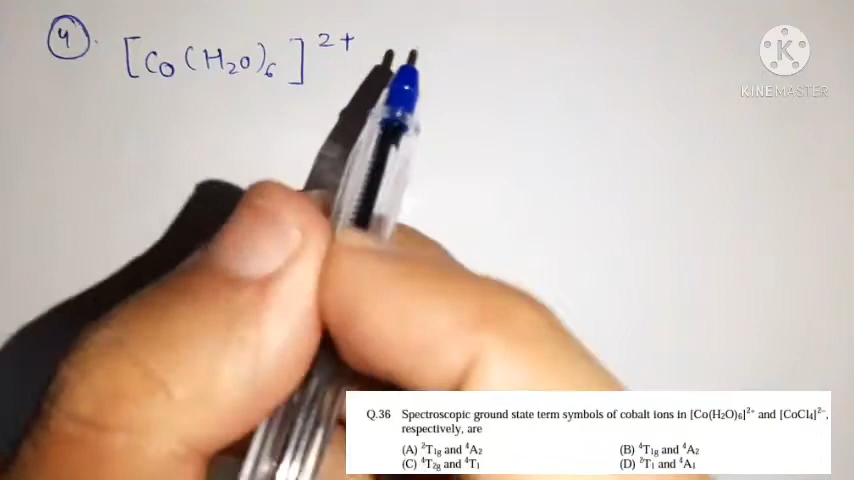 4. [Co(H₂O)₆]²⁺
K
KINEMASTER
Q.36 Spectroscopic ground state term symbols of cobalt ions in [Co(H₂O)₆]²⁺ and [CoCl₄]²⁻,
respectively, are
(A) ²T₁g and ⁴A₂ (B) ⁴T₁g and ⁴A₂
(C) ⁴T₂g and ⁴T₁ (D) ²T₁ and ⁴A₁